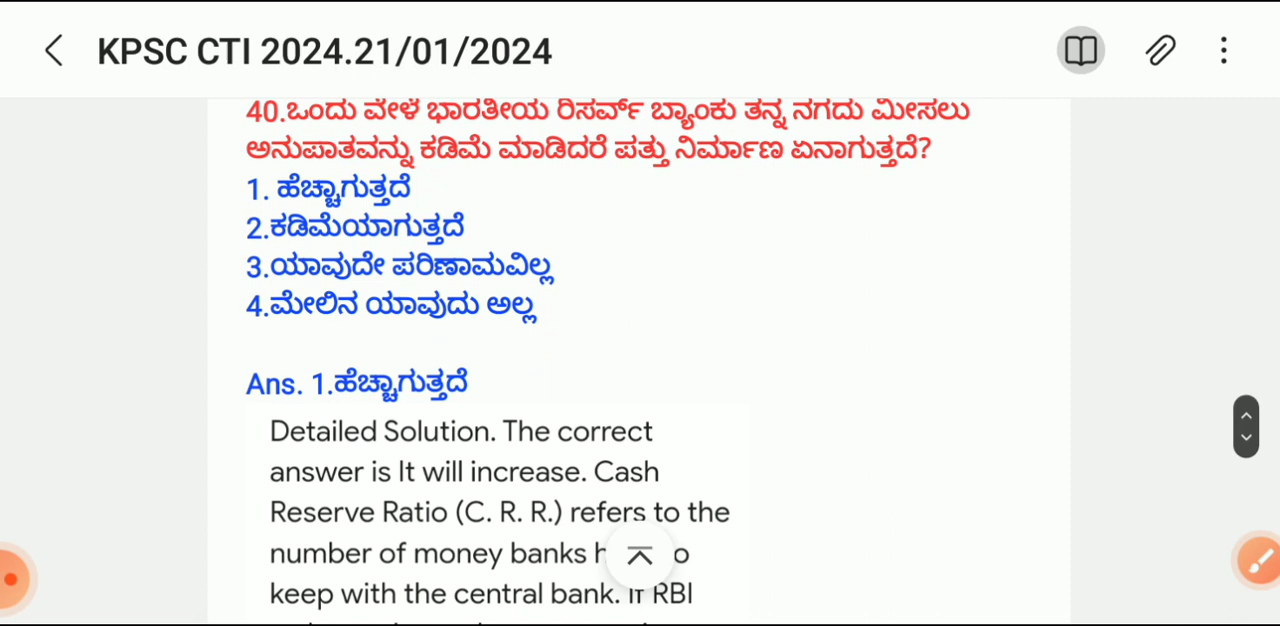 KPSC CTI 2024.21/01/2024
40.ಒಂದು ವೇಳೆ ಭಾರತೀಯ ರಿಸರ್ವ್ ಬ್ಯಾಂಕು ತನ್ನ ನಗದು ಮೀಸಲು
ಅನುಪಾತವನ್ನು ಕಡಿಮೆ ಮಾಡಿದರೆ ಪತ್ತು ನಿರ್ಮಾಣ ಏನಾಗುತ್ತದೆ?
1. ಹೆಚ್ಚಾಗುತ್ತದೆ
2.ಕಡಿಮೆಯಾಗುತ್ತದೆ
3.ಯಾವುದೇ ಪರಿಣಾಮವಿಲ್ಲ
4.ಮೇಲಿನ ಯಾವುದು ಅಲ್ಲ
Ans. 1.ಹೆಚ್ಚಾಗುತ್ತದೆ
Detailed Solution. The correct
answer is It will increase. Cash
Reserve Ratio (C. R. R.) refers to the
number of money banks
keep with the central bank. If RBI